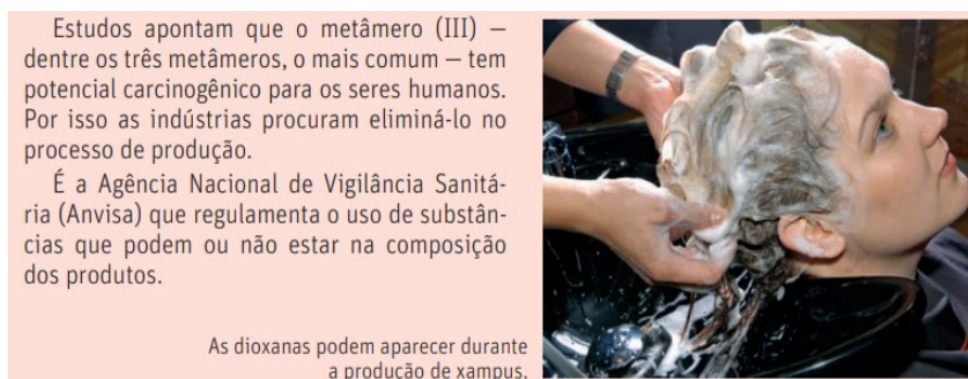 Estudos apontam que o metâmero (III) —
dentre os três metâmeros, o mais comum — tem
potencial carcinogênico para os seres humanos.
Por isso as indústrias procuram eliminá-lo no
processo de produção.
É a Agência Nacional de Vigilância Sanitá-
ria (Anvisa) que regulamenta o uso de substân-
cias que podem ou não estar na composição
dos produtos.
As dioxanas podem aparecer durante
a produção de xampus.